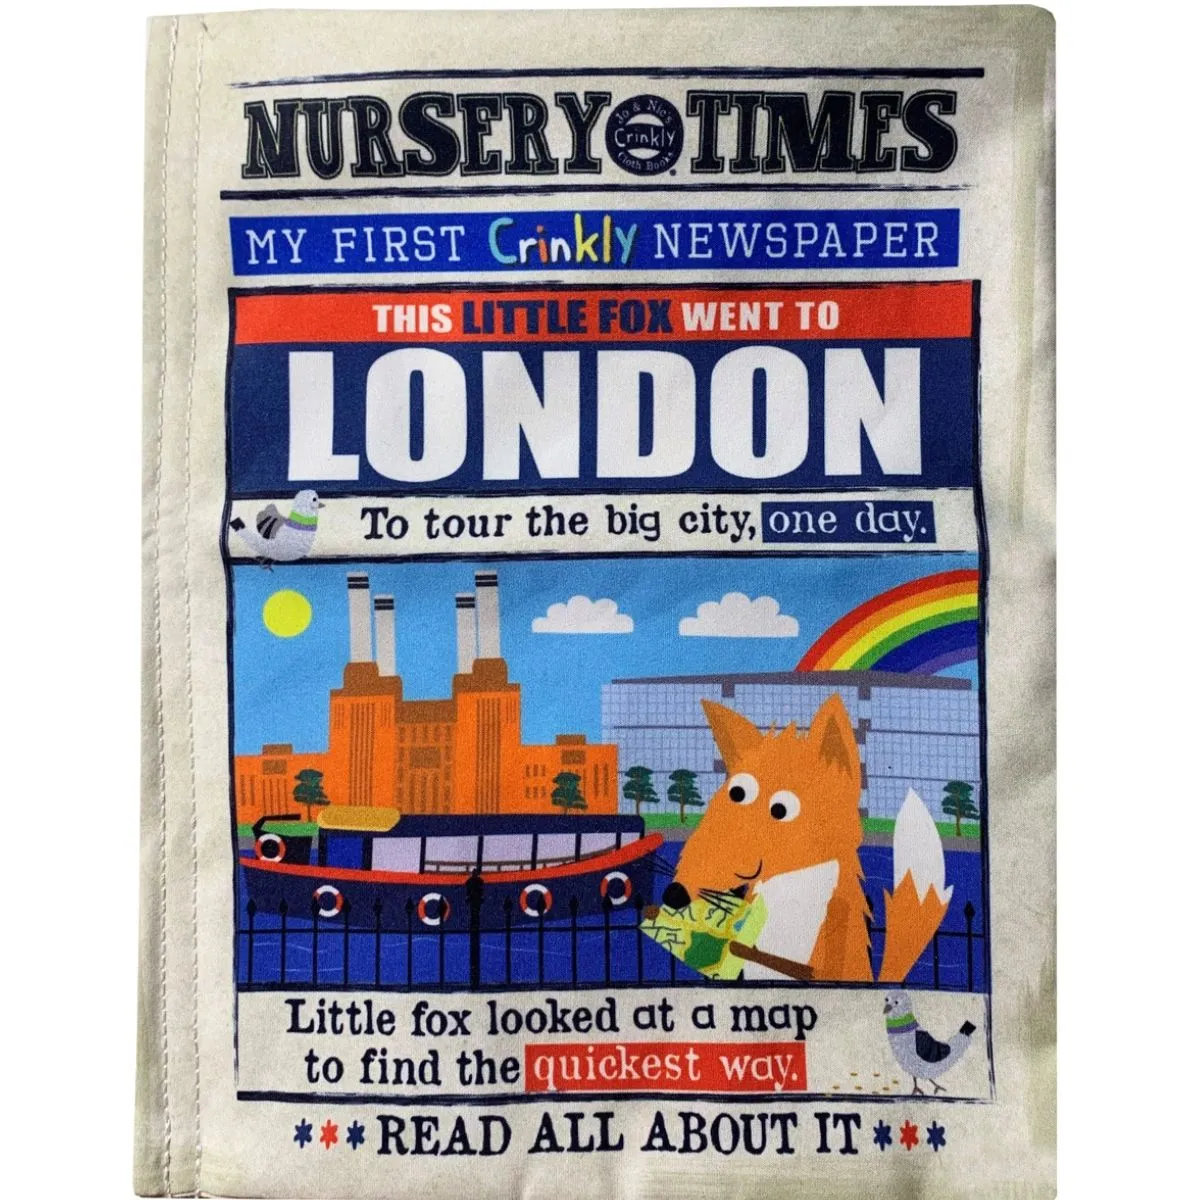 NURSERY TIMES
Jo & Nic's
Crinkly
Cloth Books
MY FIRST Crinkly NEWSPAPER
THIS LITTLE FOX WENT TO
LONDON
To tour the big city, one day.
Little fox looked at a map
to find the quickest way.
READ ALL ABOUT IT